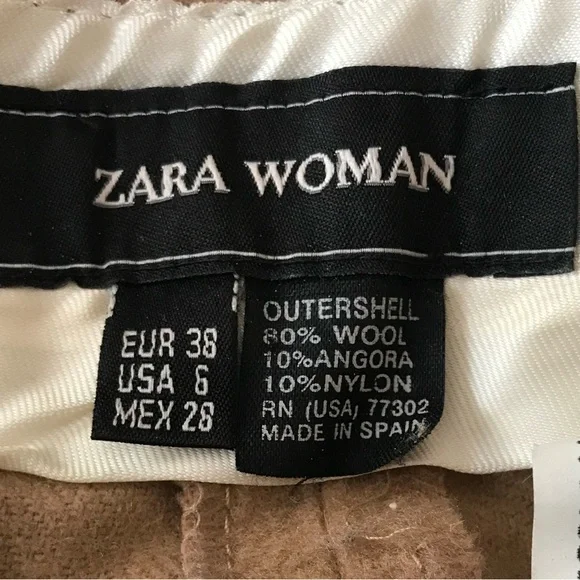 ZARA WOMAN
EUR 38
USA 6
MEX 28
OUTERSHELL
80% WOOL
10%ANGORA
10%NYLON
RN (USA) 77302
MADE IN SPAIN